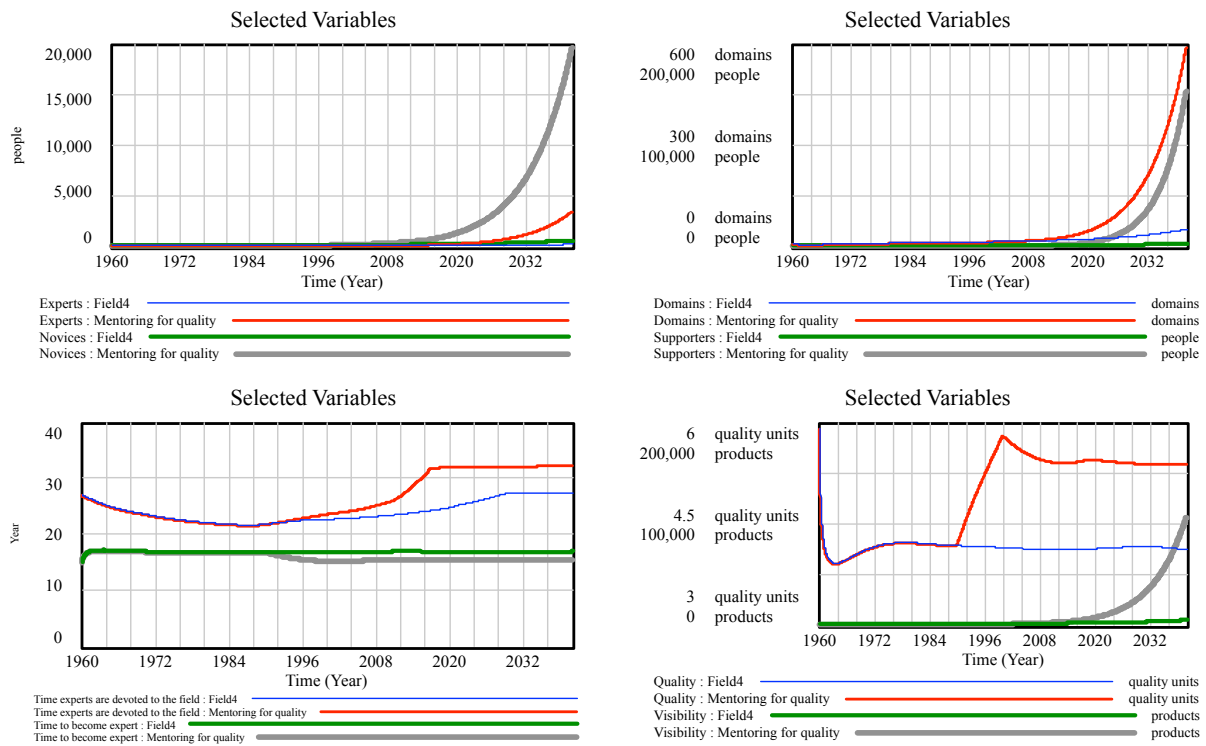 Selected Variables
20,000
15,000
10,000
5,000
0
people
1960 1972 1984 1996 2008 2020 2032
Time (Year)
Experts : Field4
Experts : Mentoring for quality
Novices : Field4
Novices : Mentoring for quality
Selected Variables
600 domains
200,000 people
300 domains
100,000 people
0 domains
0 people
1960 1972 1984 1996 2008 2020 2032
Time (Year)
Domains : Field4 domains
Domains : Mentoring for quality domains
Supporters : Field4 people
Supporters : Mentoring for quality people
Selected Variables
40
30
20
10
0
Year
1960 1972 1984 1996 2008 2020 2032
Time (Year)
Time experts are devoted to the field : Field4
Time experts are devoted to the field : Mentoring for quality
Time to become expert : Field4
Time to become expert : Mentoring for quality
Selected Variables
6 quality units
200,000 products
4.5 quality units
100,000 products
3 quality units
0 products
1960 1972 1984 1996 2008 2020 2032
Time (Year)
Quality : Field4 quality units
Quality : Mentoring for quality quality units
Visibility : Field4 products
Visibility : Mentoring for quality products